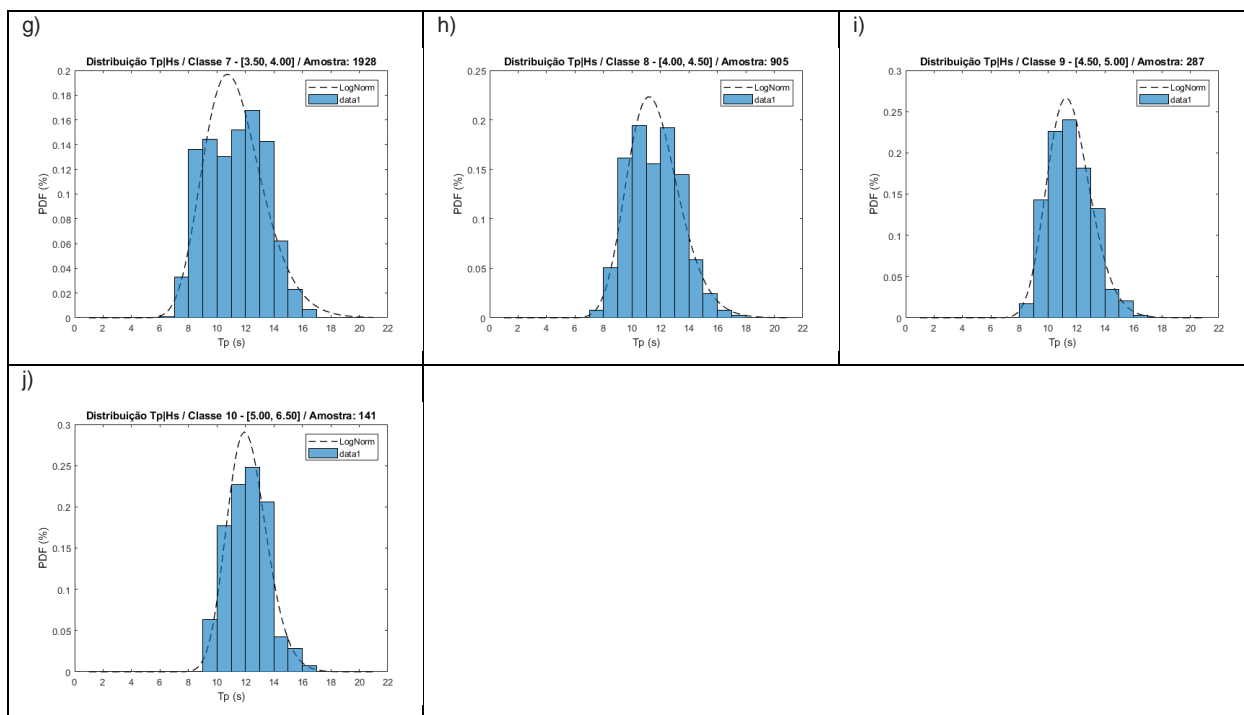 g)
Distribuição Tp|Hs / Classe 7 - [3.50, 4.00] / Amostra: 1928
0.2
0.18
0.16
0.14
0.12
0.1
0.08
0.06
0.04
0.02
0
PDF (%)
LogNorm
data1
0 2 4 6 8 10 12 14 16 18 20 22
Tp (s)
h)
Distribuição Tp|Hs / Classe 8 - [4.00, 4.50] / Amostra: 905
0.25
0.2
0.15
0.1
0.05
0
PDF (%)
LogNorm
data1
0 2 4 6 8 10 12 14 16 18 20 22
Tp (s)
i)
Distribuição Tp|Hs / Classe 9 - [4.50, 5.00] / Amostra: 287
0.3
0.25
0.2
0.15
0.1
0.05
0
PDF (%)
LogNorm
data1
0 2 4 6 8 10 12 14 16 18 20 22
Tp (s)
j)
Distribuição Tp|Hs / Classe 10 - [5.00, 6.50] / Amostra: 141
0.3
0.25
0.2
0.15
0.1
0.05
0
PDF (%)
LogNorm
data1
0 2 4 6 8 10 12 14 16 18 20 22
Tp (s)